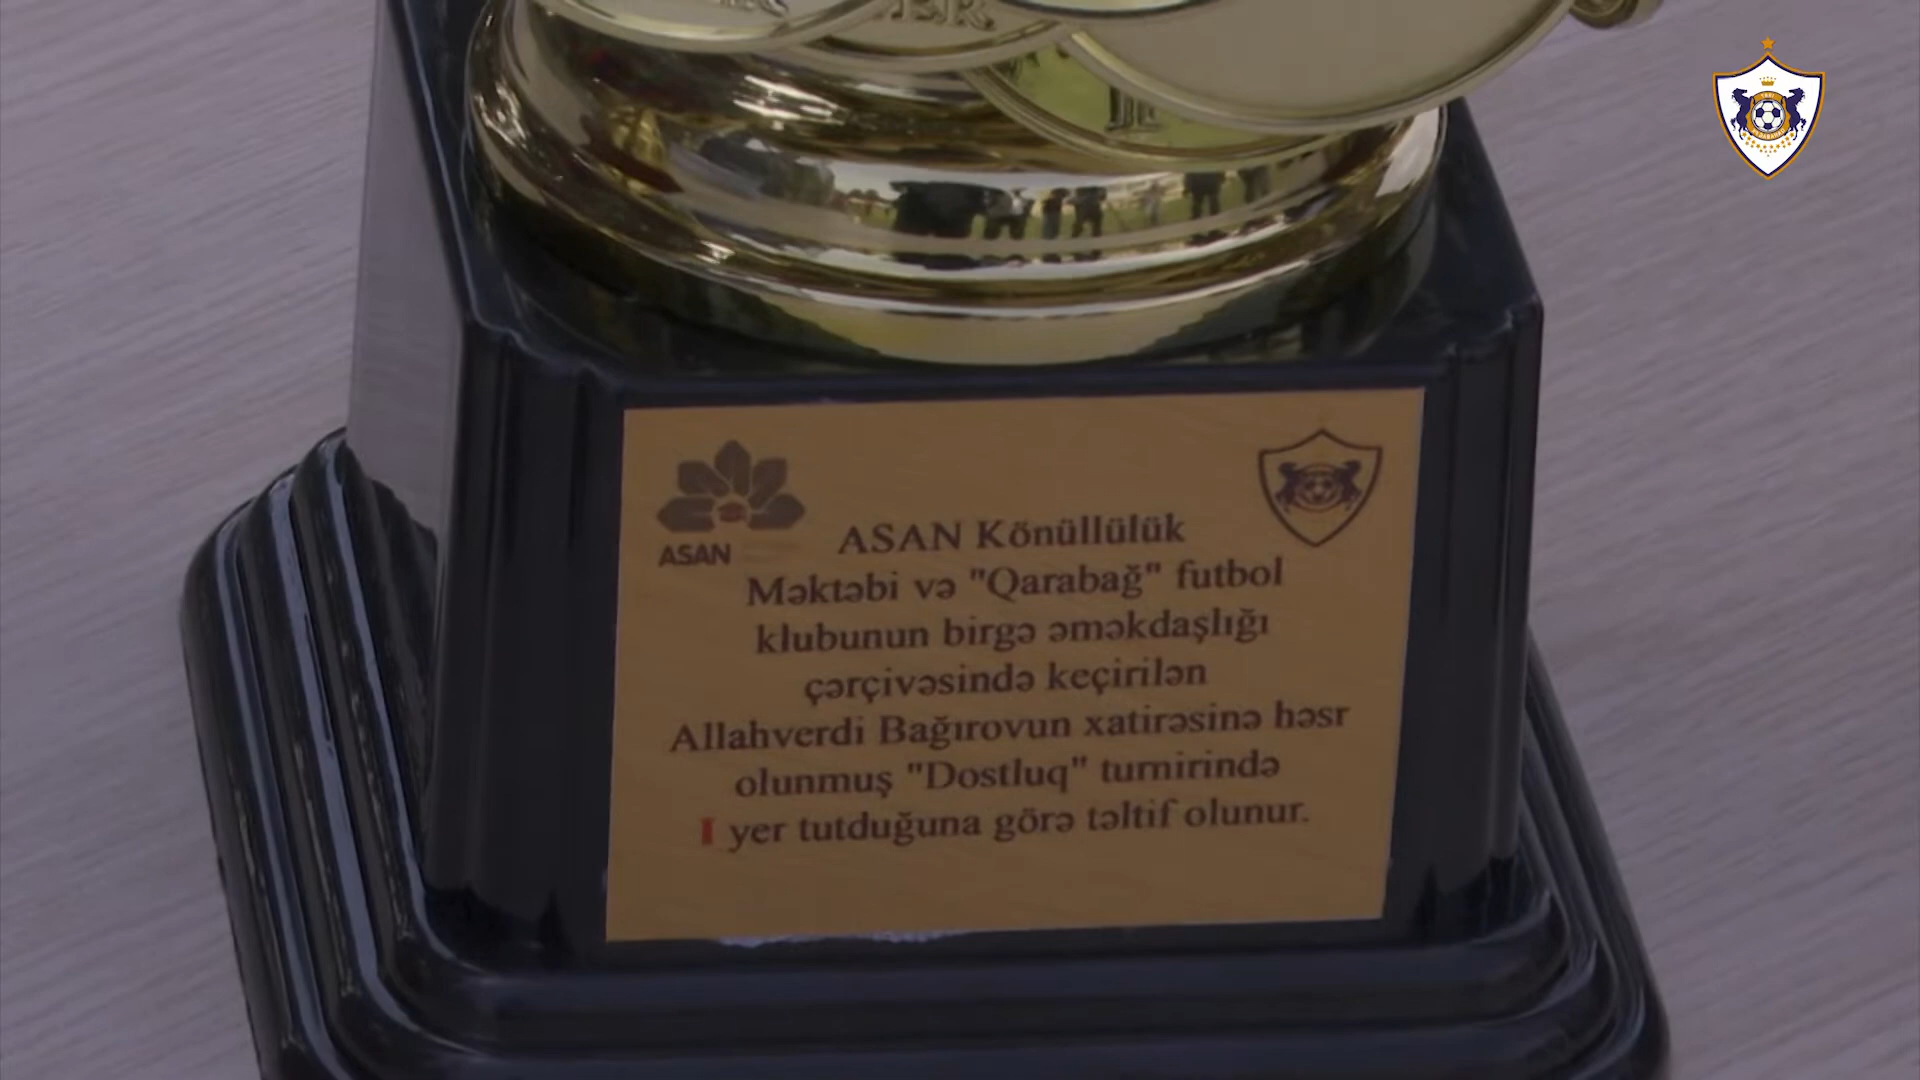 ASAN
ASAN Könüllülük
Məktəbi və "Qarabağ" futbol
klubunun birgə əməkdaşlığı
çərçivəsində keçirilən
Allahverdi Bağırovun xatirəsinə həsr
olunmuş "Dostluq" turnirində
I yer tutduğuna görə təltif olunur.